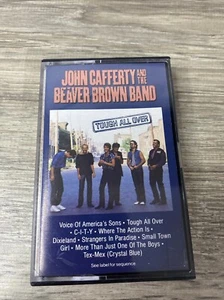 JOHN CAFFERTY AND THE
BEAVER BROWN BAND
TOUGH ALL OVER
Voice Of America's Sons • Tough All Over
• C-I-T-Y • Where The Action Is •
Dixieland • Strangers In Paradise • Small Town
Girl • More Than Just One Of The Boys •
Tex-Mex (Crystal Blue)
See label for sequence